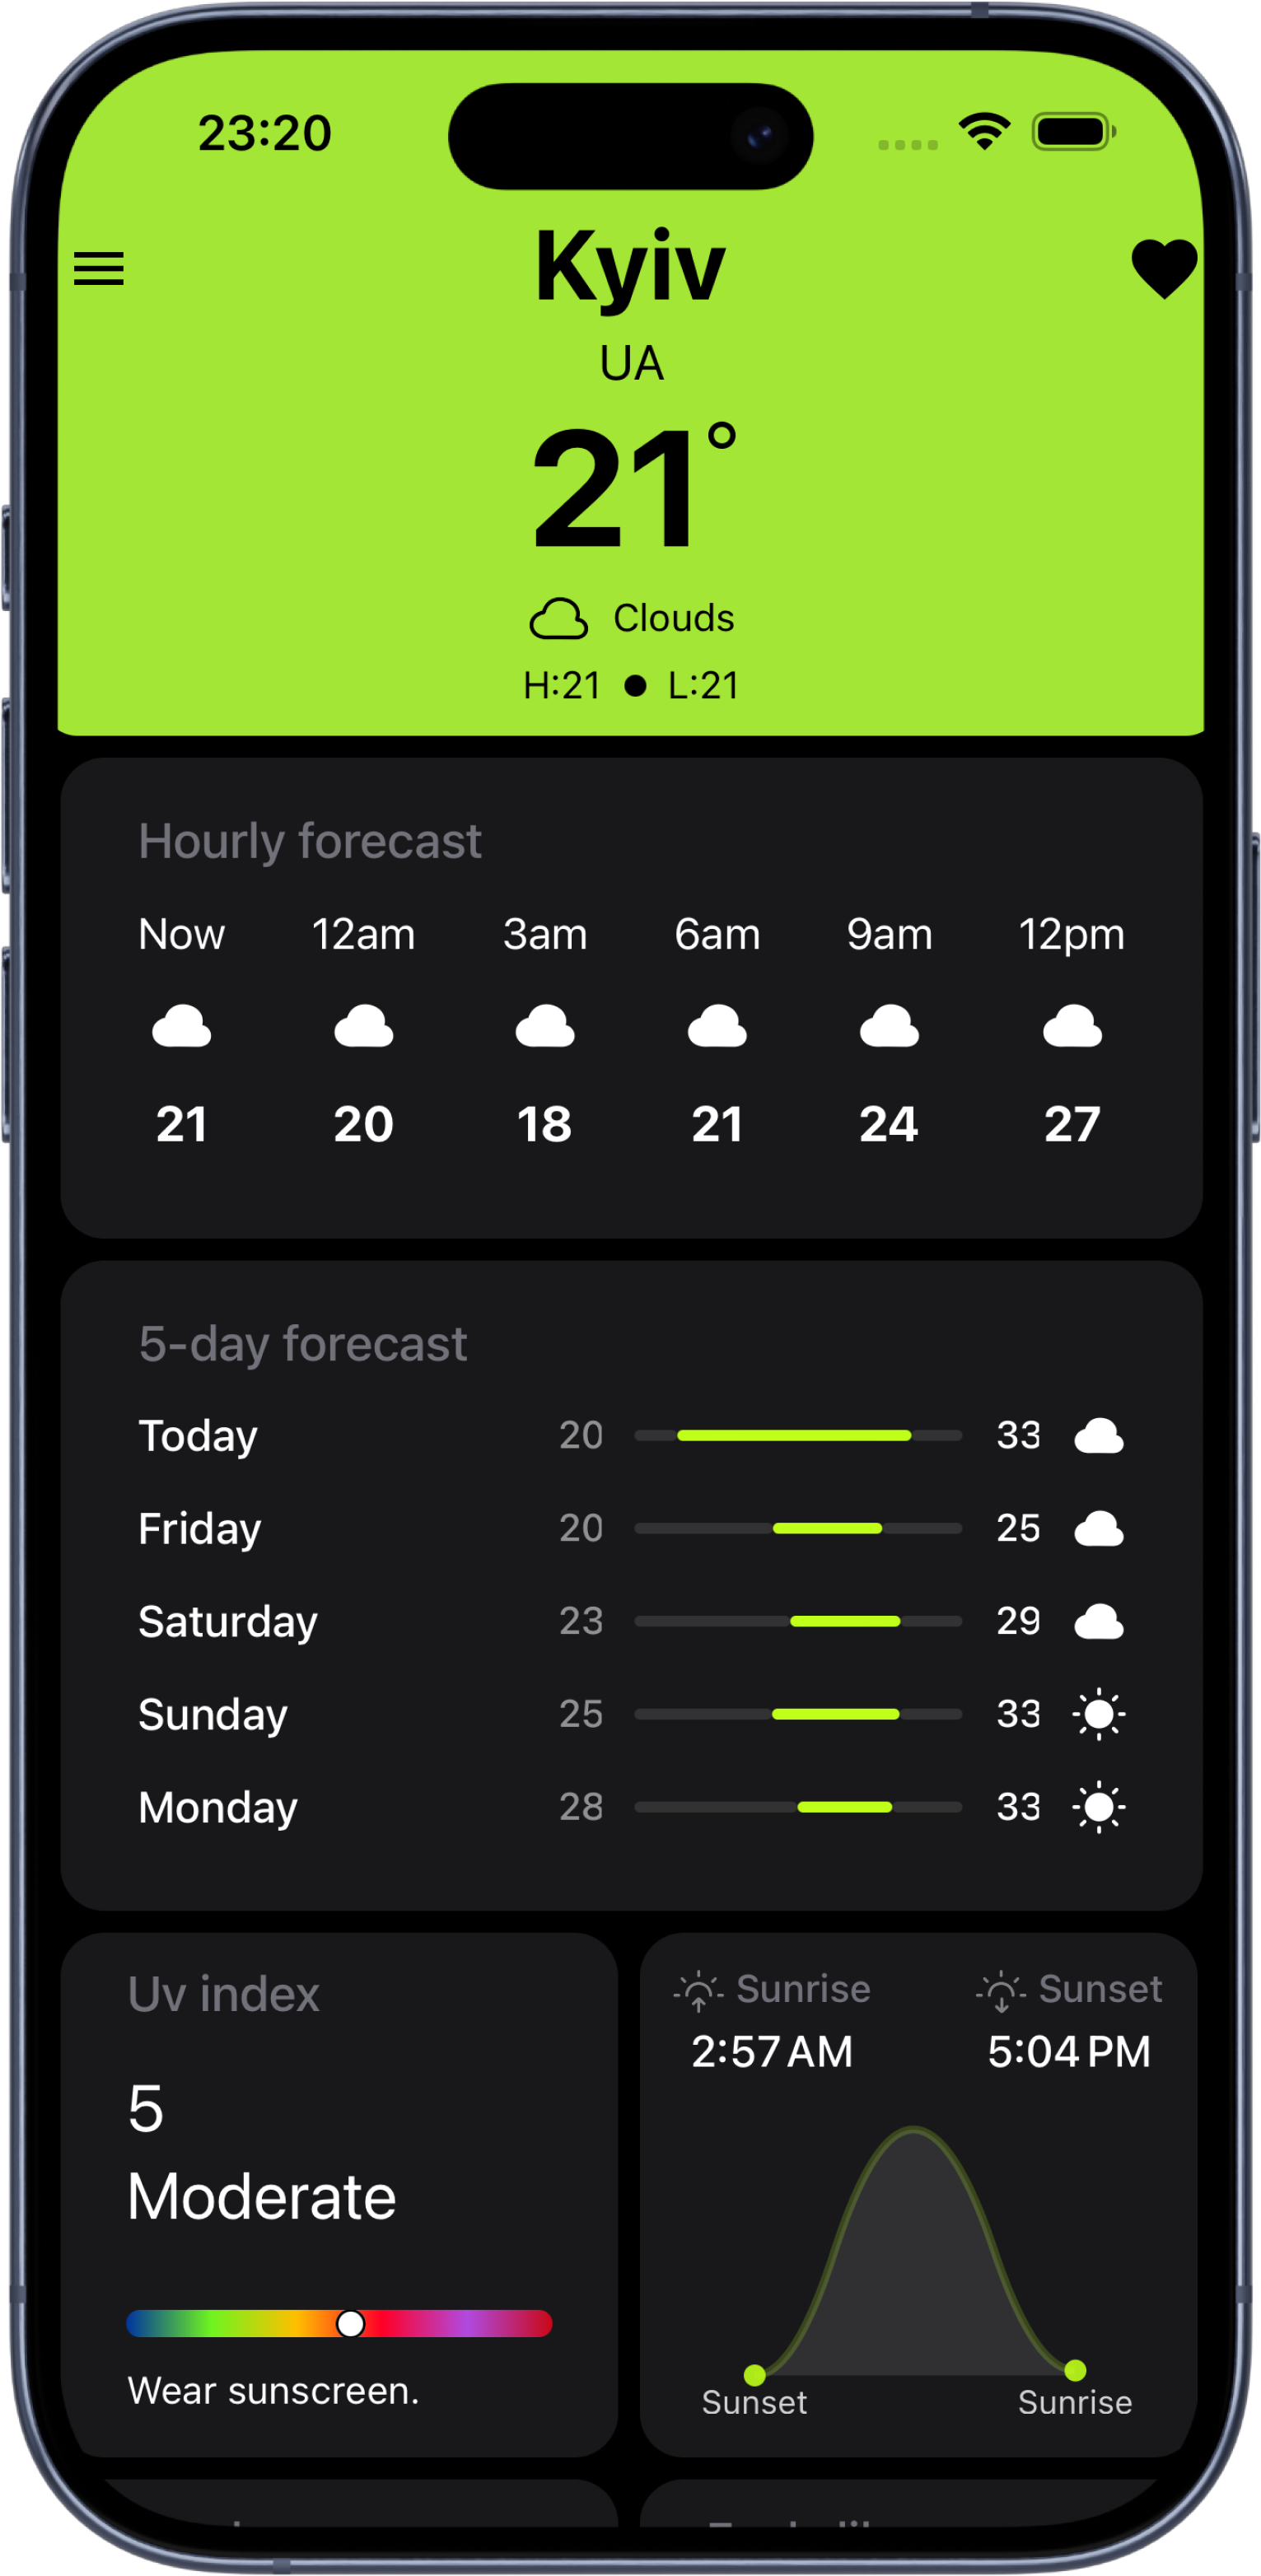 23:20
Kyiv
UA
21°
Clouds
H:21 ● L:21
Hourly forecast
Now 12am 3am 6am 9am 12pm
21 20 18 21 24 27
5-day forecast
Today 20 33
Friday 20 25
Saturday 23 29
Sunday 25 33
Monday 28 33
Uv index
5
Moderate
Wear sunscreen.
Sunrise Sunset
2:57 AM 5:04 PM
Sunset Sunrise